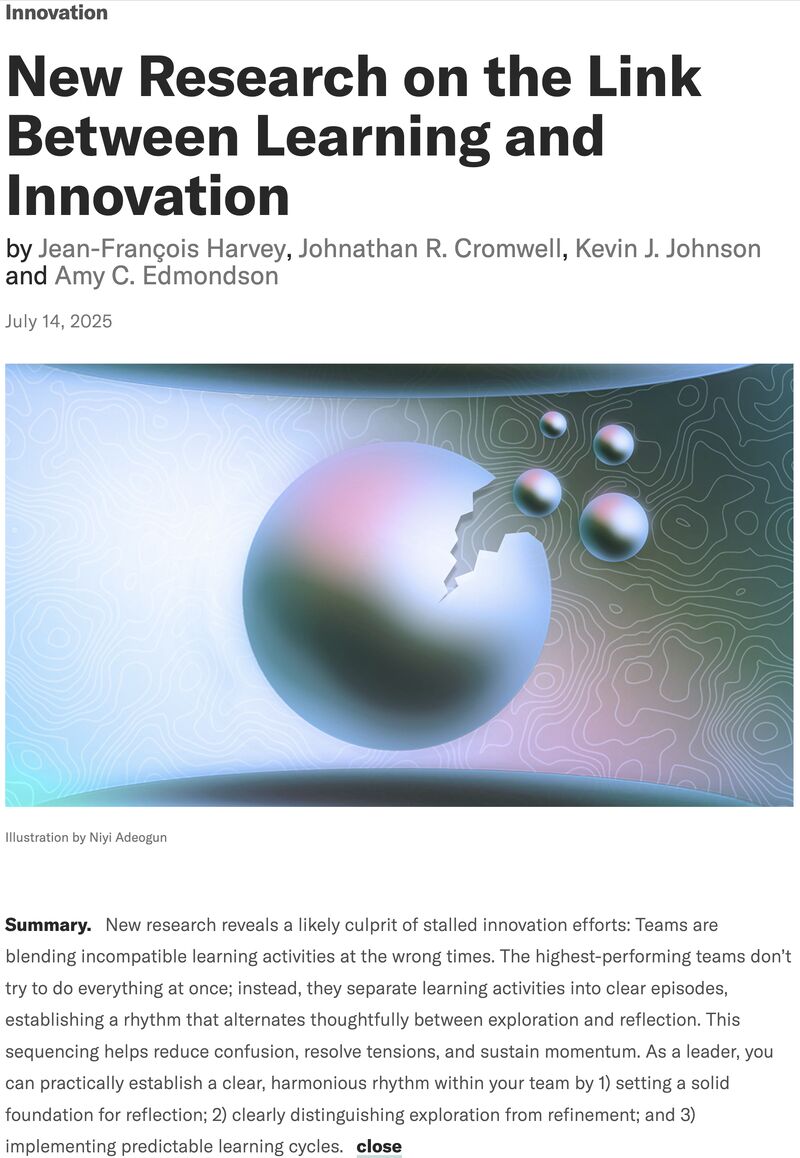 Innovation
New Research on the Link
Between Learning and
Innovation
by Jean-François Harvey, Johnathan R. Cromwell, Kevin J. Johnson
and Amy C. Edmondson
July 14, 2025
Illustration by Niyi Adeogun
Summary. New research reveals a likely culprit of stalled innovation efforts: Teams are
blending incompatible learning activities at the wrong times. The highest-performing teams don't
try to do everything at once; instead, they separate learning activities into clear episodes,
establishing a rhythm that alternates thoughtfully between exploration and reflection. This
sequencing helps reduce confusion, resolve tensions, and sustain momentum. As a leader, you
can practically establish a clear, harmonious rhythm within your team by 1) setting a solid
foundation for reflection; 2) clearly distinguishing exploration from refinement; and 3)
implementing predictable learning cycles. close